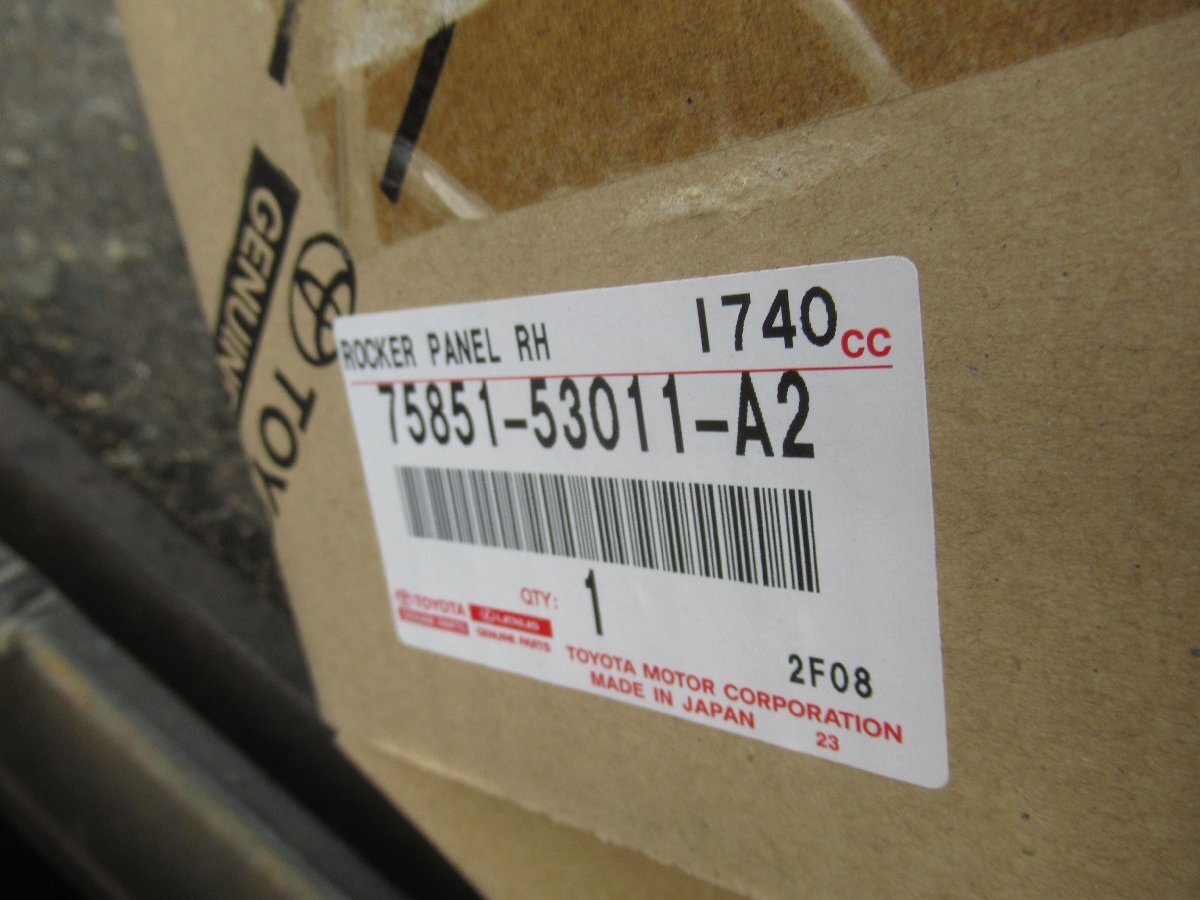 GENUIN
TOY
ROCKER PANEL RH
1740 CC
75851-53011-A2
QTY: 1
TOYOTA
GENUINE PARTS
LEXUS
GENUINE PARTS
2F08
TOYOTA MOTOR CORPORATION
MADE IN JAPAN
23